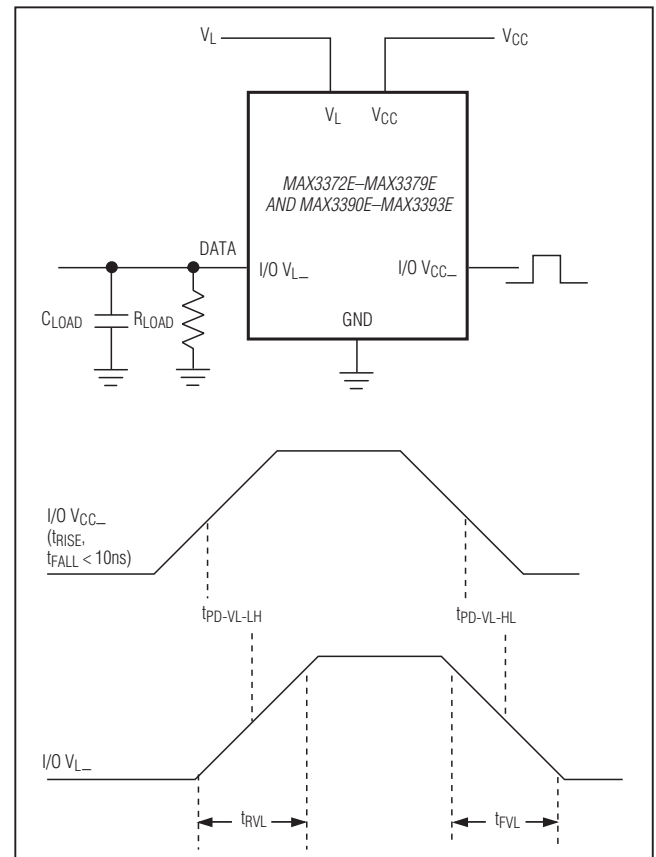 VL
VCC
VL VCC
MAX3372E–MAX3379E
AND MAX3390E–MAX3393E
DATA
I/O VL_
I/O VCC_
CLOAD
RLOAD
GND
I/O VCC_
(tRISE,
tFALL < 10ns)
tPD-VL-LH
tPD-VL-HL
I/O VL_
tRVL
tFVL